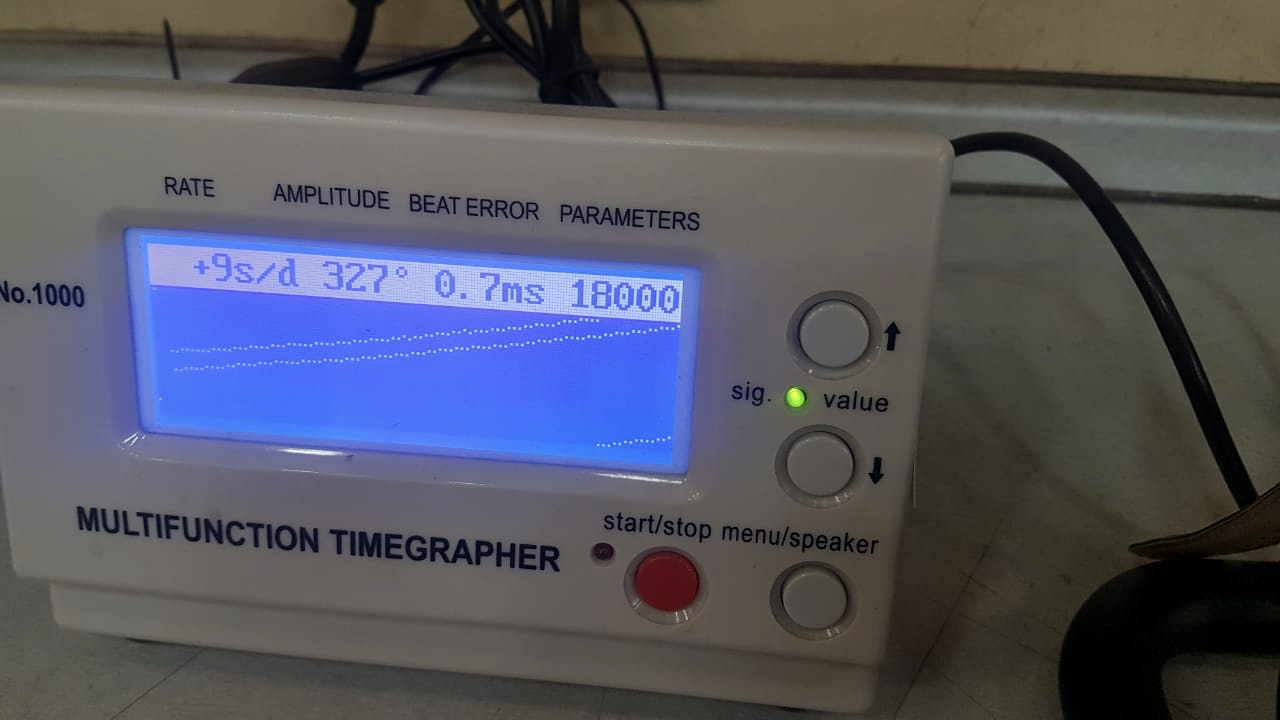 RATE AMPLITUDE BEAT ERROR PARAMETERS
+9s/d 327° 0.7ms 18000
No.1000
sig. value
start/stop menu/speaker
MULTIFUNCTION TIMEGRAPHER